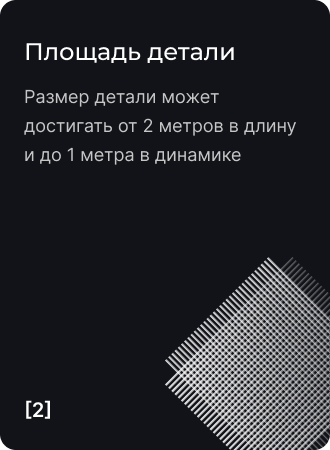 Площадь детали
Размер детали может
достигать от 2 метров в длину
и до 1 метра в динамике
[2]